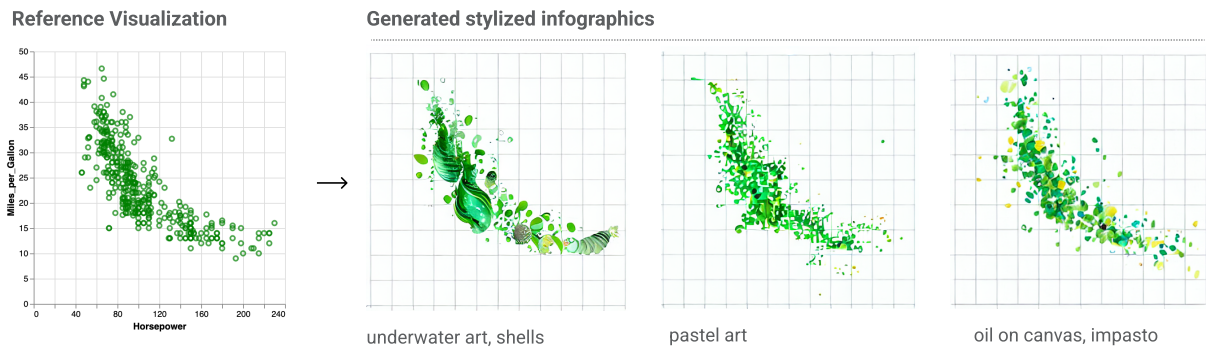 Reference Visualization
Generated stylized infographics
50
45
40
35
30
25
20
15
10
5
0
Miles_per_Gallon
0 40 80 120 160 200 240
Horsepower
underwater art, shells
pastel art
oil on canvas, impasto